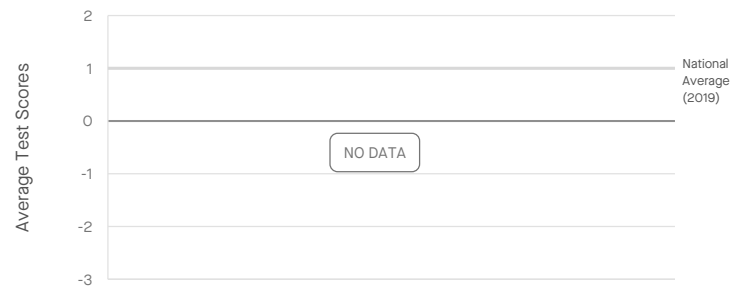 Average Test Scores
2
1
0
-1
-2
-3
National
Average
(2019)
NO DATA